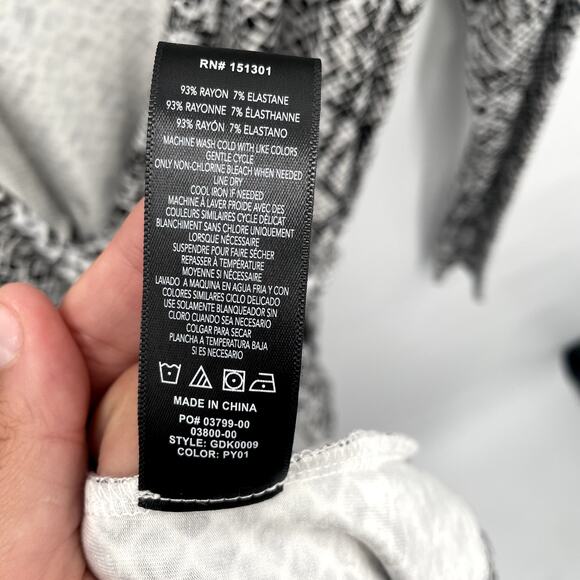 RN# 151301
93% RAYON 7% ELASTANE
93% RAYONNE 7% ÉLASTHANNE
93% RAYÓN 7% ELASTANO
MACHINE WASH COLD WITH LIKE COLORS
GENTLE CYCLE
ONLY NON-CHLORINE BLEACH WHEN NEEDED
LINE DRY
COOL IRON IF NEEDED
MACHINE À LAVER FROIDE AVEC DES
COULEURS SIMILAIRES CYCLE DÉLICAT
BLANCHIMENT SANS CHLORE UNIQUEMENT
LORSQUE NÉCESSAIRE
SUSPENDRE POUR FAIRE SÉCHER
REPASSER À TEMPÉRATURE
MOYENNE SI NÉCESSAIRE
LAVADO A MAQUINA EN AGUA FRIA Y CON
COLORES SIMILARES CICLO DELICADO
USE SOLAMENTE BLANQUEADOR SIN
CLORO CUANDO SEA NECESARIO
COLGAR PARA SECAR
PLANCHA A TEMPERATURA BAJA
SI ES NECESARIO
MADE IN CHINA
PO# 03799-00
03800-00
STYLE: GDK0009
COLOR: PY01